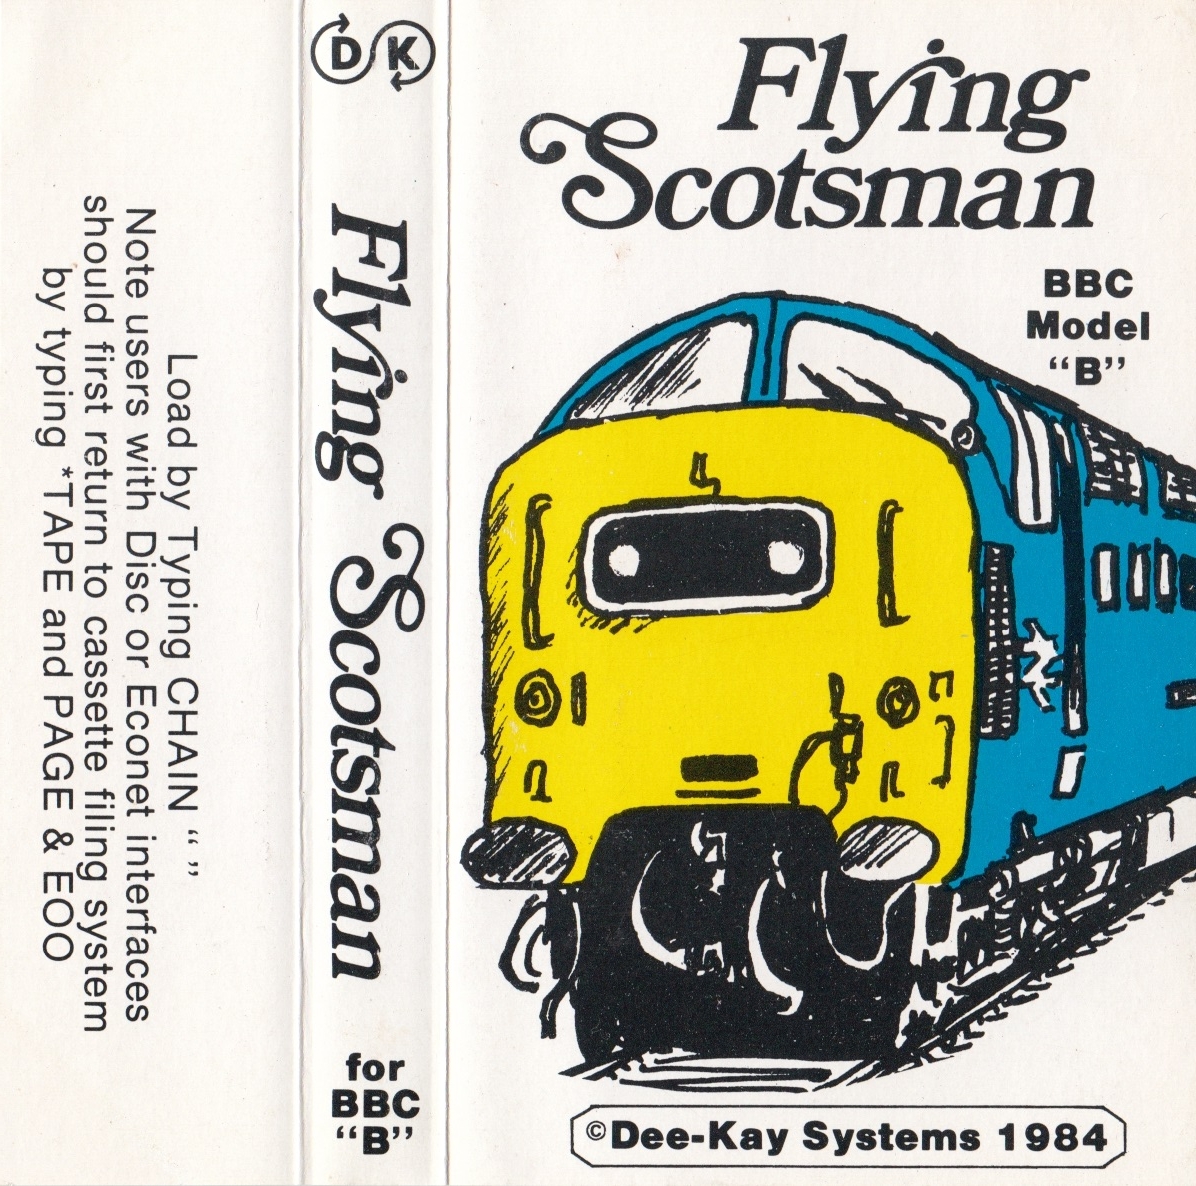 Load by Typing CHAIN “ ”
Note users with Disc or Econet interfaces
should first return to cassette filing system
by typing *TAPE and PAGE & EOO
D K
Flying Scotsman
for
BBC
“B”
Flying
Scotsman
BBC
Model
“B”
©Dee-Kay Systems 1984